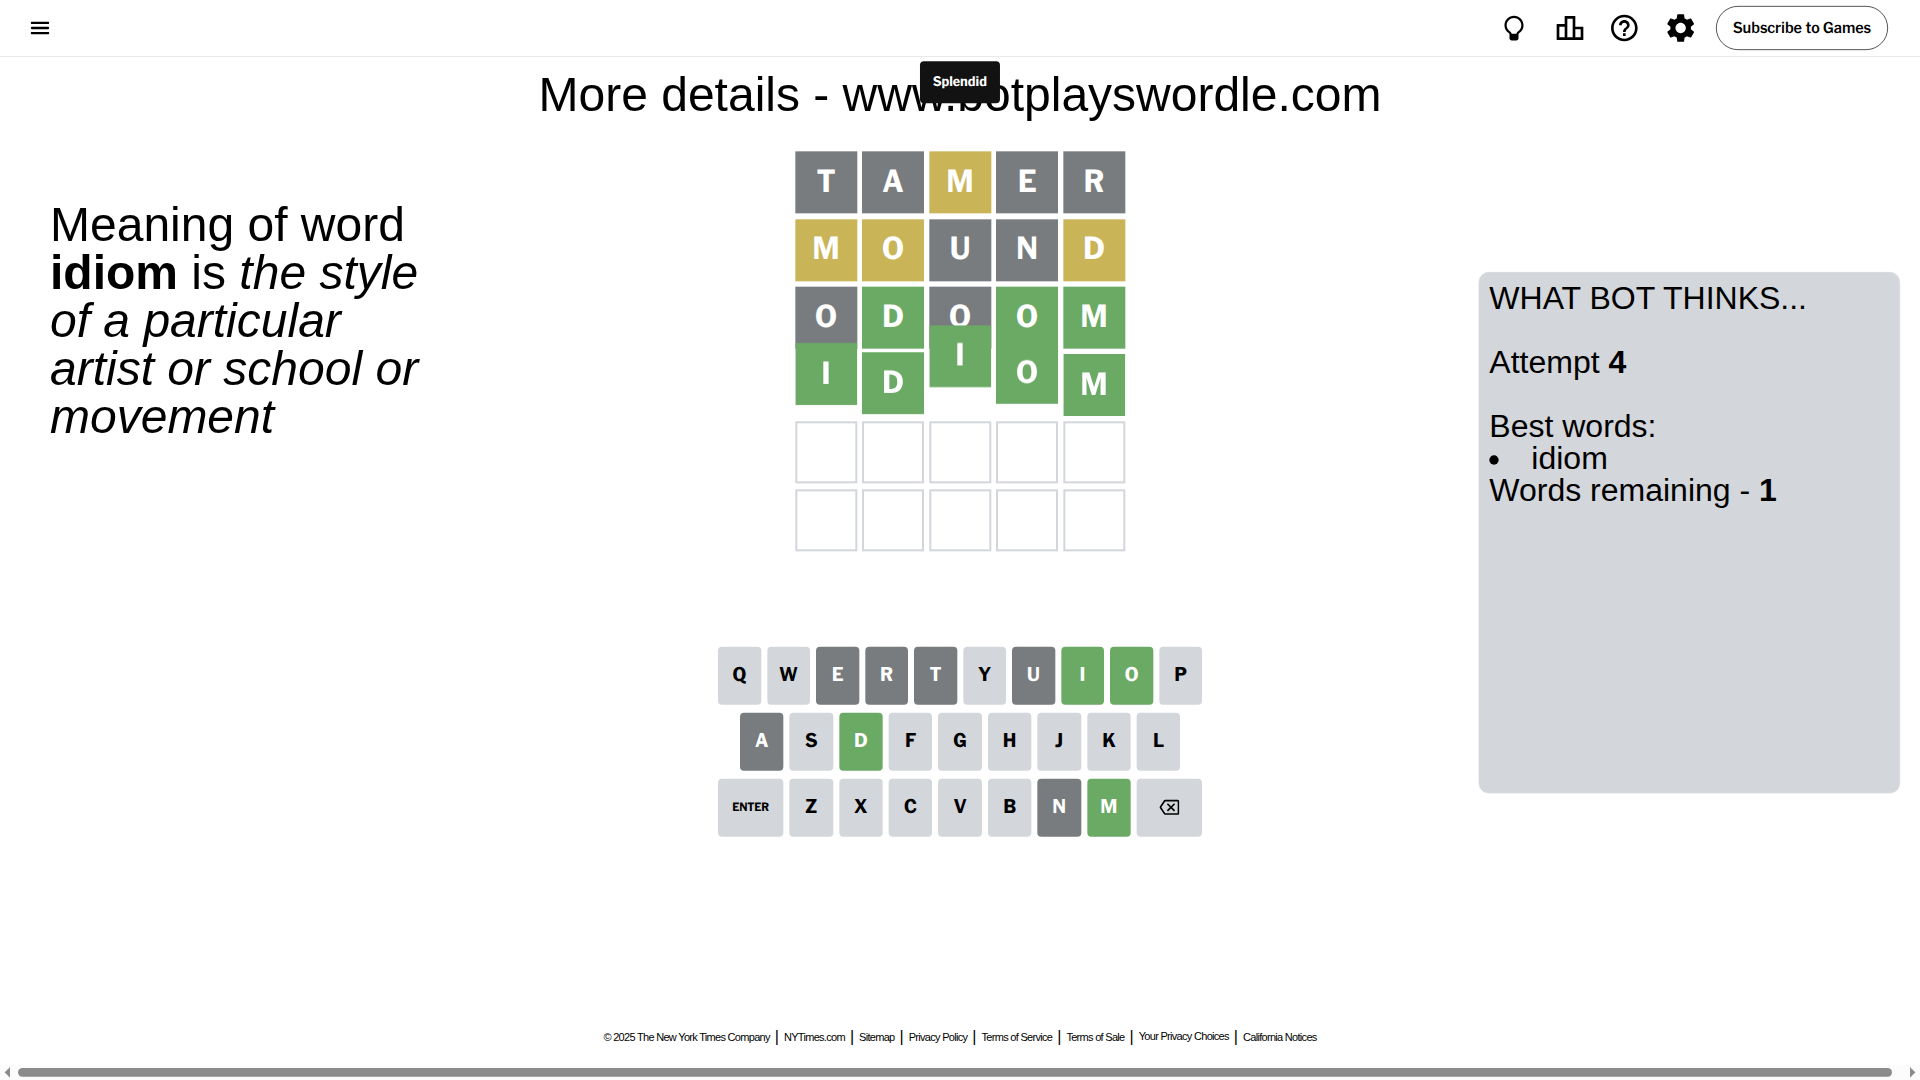 Subscribe to Games
Splendid
More details - www.botplayswordle.com
Meaning of word
idiom is the style
of a particular
artist or school or
movement
T A M E R
M O U N D
O D O O M
I D I O M
WHAT BOT THINKS...
Attempt 4
Best words:
• idiom
Words remaining - 1
Q W E R T Y U I O P
A S D F G H J K L
ENTER Z X C V B N M
© 2025 The New York Times Company | NYTimes.com | Sitemap | Privacy Policy | Terms of Service | Terms of Sale | Your Privacy Choices | California Notices